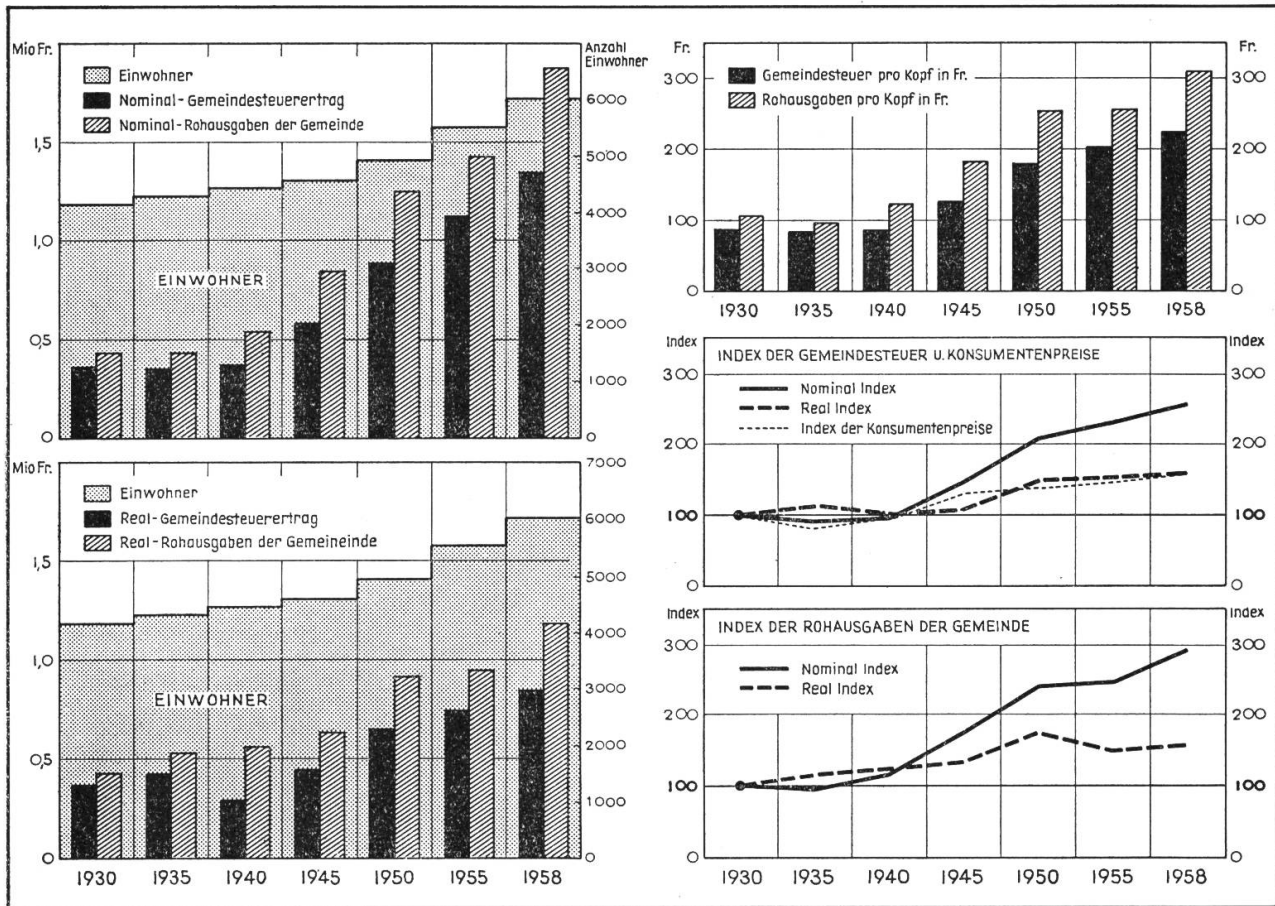 Mio Fr.
Anzahl
Einwohner
Einwohner
Nominal-Gemeindesteuerertrag
Nominal-Rohausgaben der Gemeinde
1,5
1,0
0,5
0
6000
5000
4000
3000
2000
1000
0
EINWOHNER
Mio Fr.
Einwohner
Real-Gemeindesteuerertrag
Real-Rohausgaben der Gemeineinde
1,5
1,0
0,5
0
7000
6000
5000
4000
3000
2000
1000
0
EINWOHNER
1930 1935 1940 1945 1950 1955 1958
Fr.
Fr.
Gemeindesteuer pro Kopf in Fr.
Rohausgaben pro Kopf in Fr.
300
200
100
0
300
200
100
0
1930 1935 1940 1945 1950 1955 1958
Index
Index
INDEX DER GEMEINDESTEUER U. KONSUMENTENPREISE
Nominal Index
Real Index
Index der Konsumentenpreise
300
200
100
0
300
200
100
0
Index
Index
INDEX DER ROHAUSGABEN DER GEMEINDE
Nominal Index
Real Index
300
200
100
0
300
200
100
0
1930 1935 1940 1945 1950 1955 1958